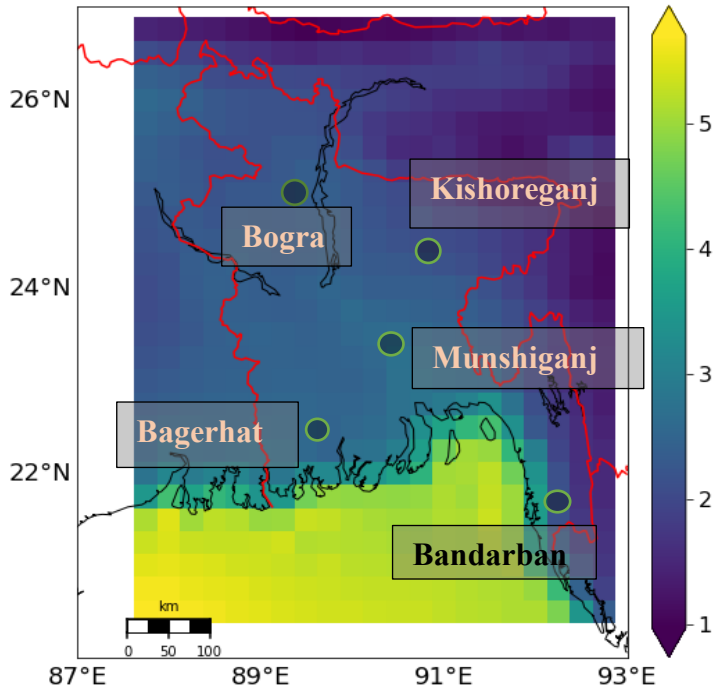 26°N
5
Kishoreganj
Bogra
4
24°N
Munshiganj
3
Bagerhat
22°N
2
Bandarban
km
0 50 100
1
87°E 89°E 91°E 93°E